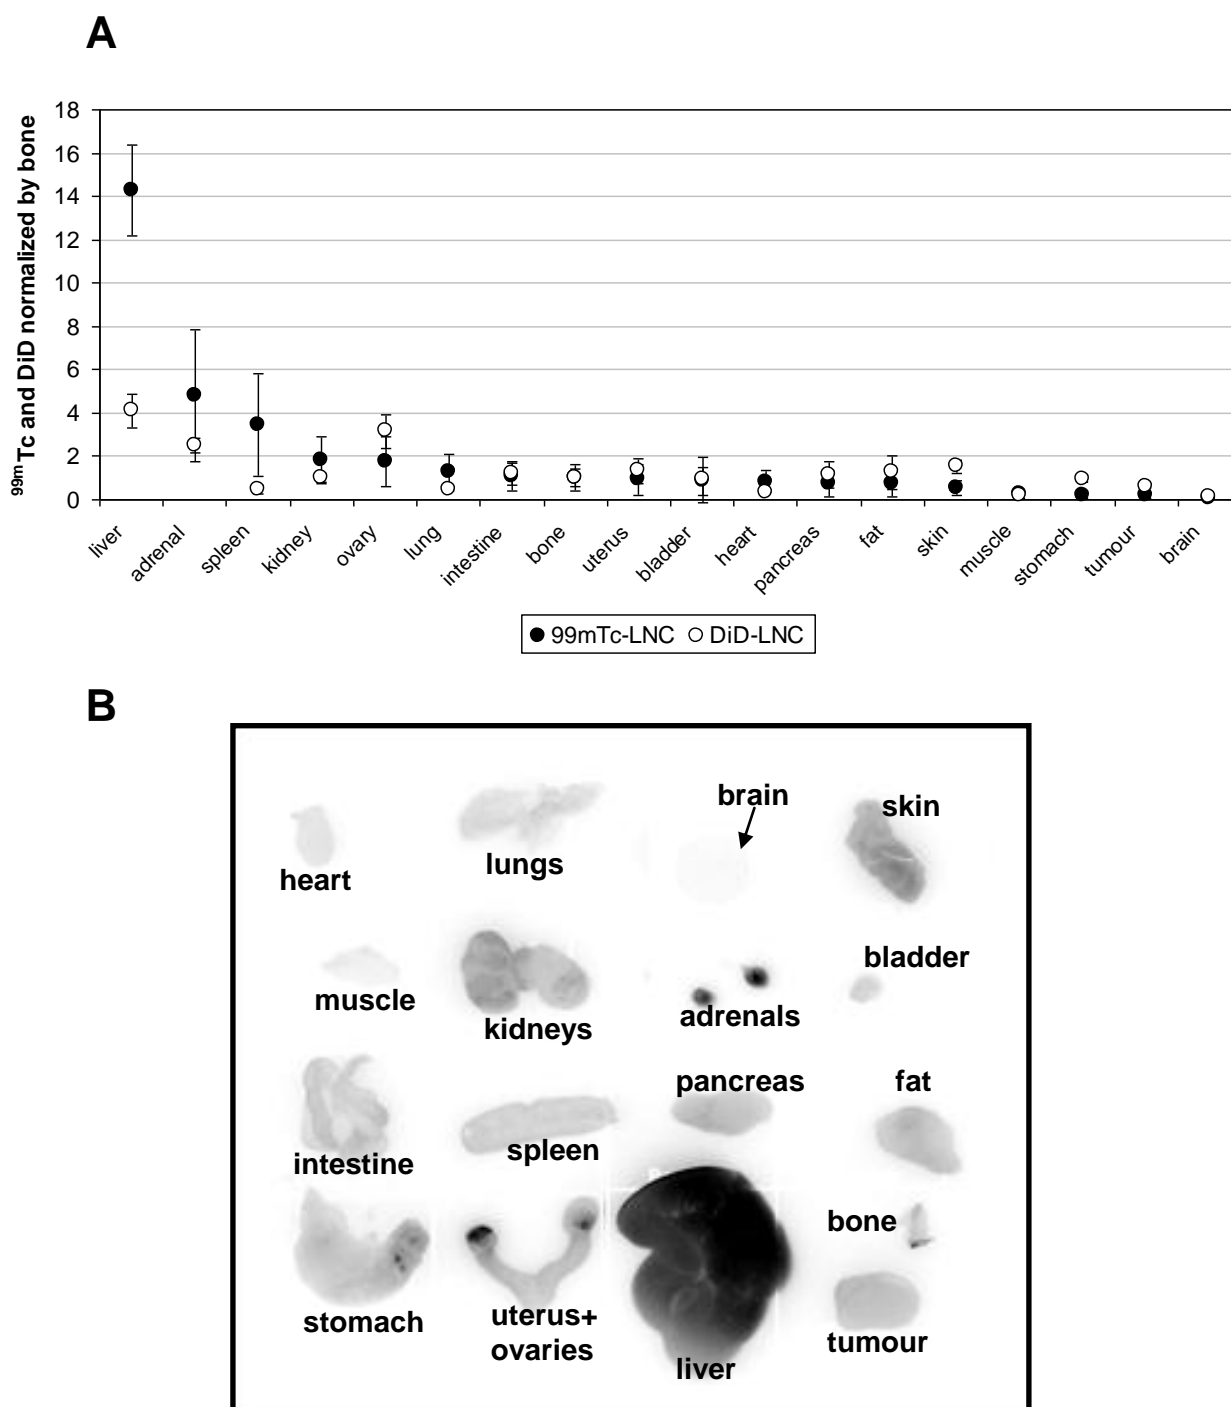 A
99mTc and DiD normalized by bone
18
16
14
12
10
8
6
4
2
0
liver
adrenal
spleen
kidney
ovary
lung
intestine
bone
uterus
bladder
heart
pancreas
fat
skin
muscle
stomach
tumour
brain
99mTc-LNC DiD-LNC
B
brain
skin
heart
lungs
bladder
muscle
kidneys
adrenals
pancreas
fat
intestine
spleen
bone
stomach
uterus+
ovaries
tumour
liver